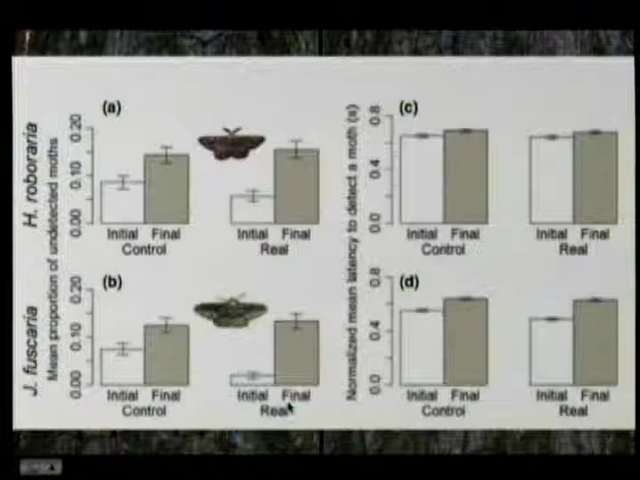 (a)
(c)
H. roboraria
J. fuscaria
Mean proportion of undetected moths
Normalized mean latency to detect a moth (s)
0.20
0.10
0.00
0.8
0.4
0.0
Initial Final
Control
Initial Final
Real
Initial Final
Control
Initial Final
Real
(b)
(d)
0.20
0.10
0.00
0.8
0.4
0.0
Initial Final
Control
Initial Final
Real
Initial Final
Control
Initial Final
Real